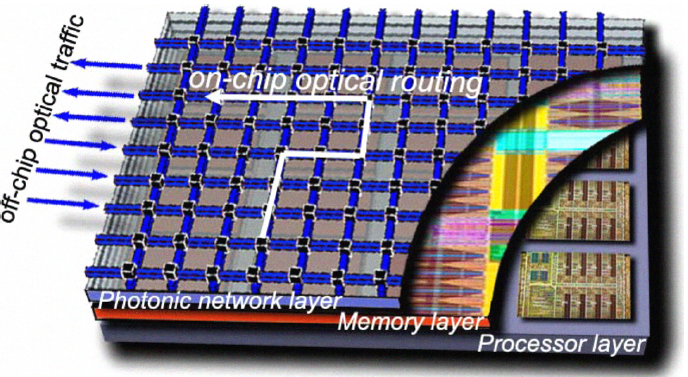 off-chip optical traffic
on-chip optical routing
Photonic network layer
Memory layer
Processor layer